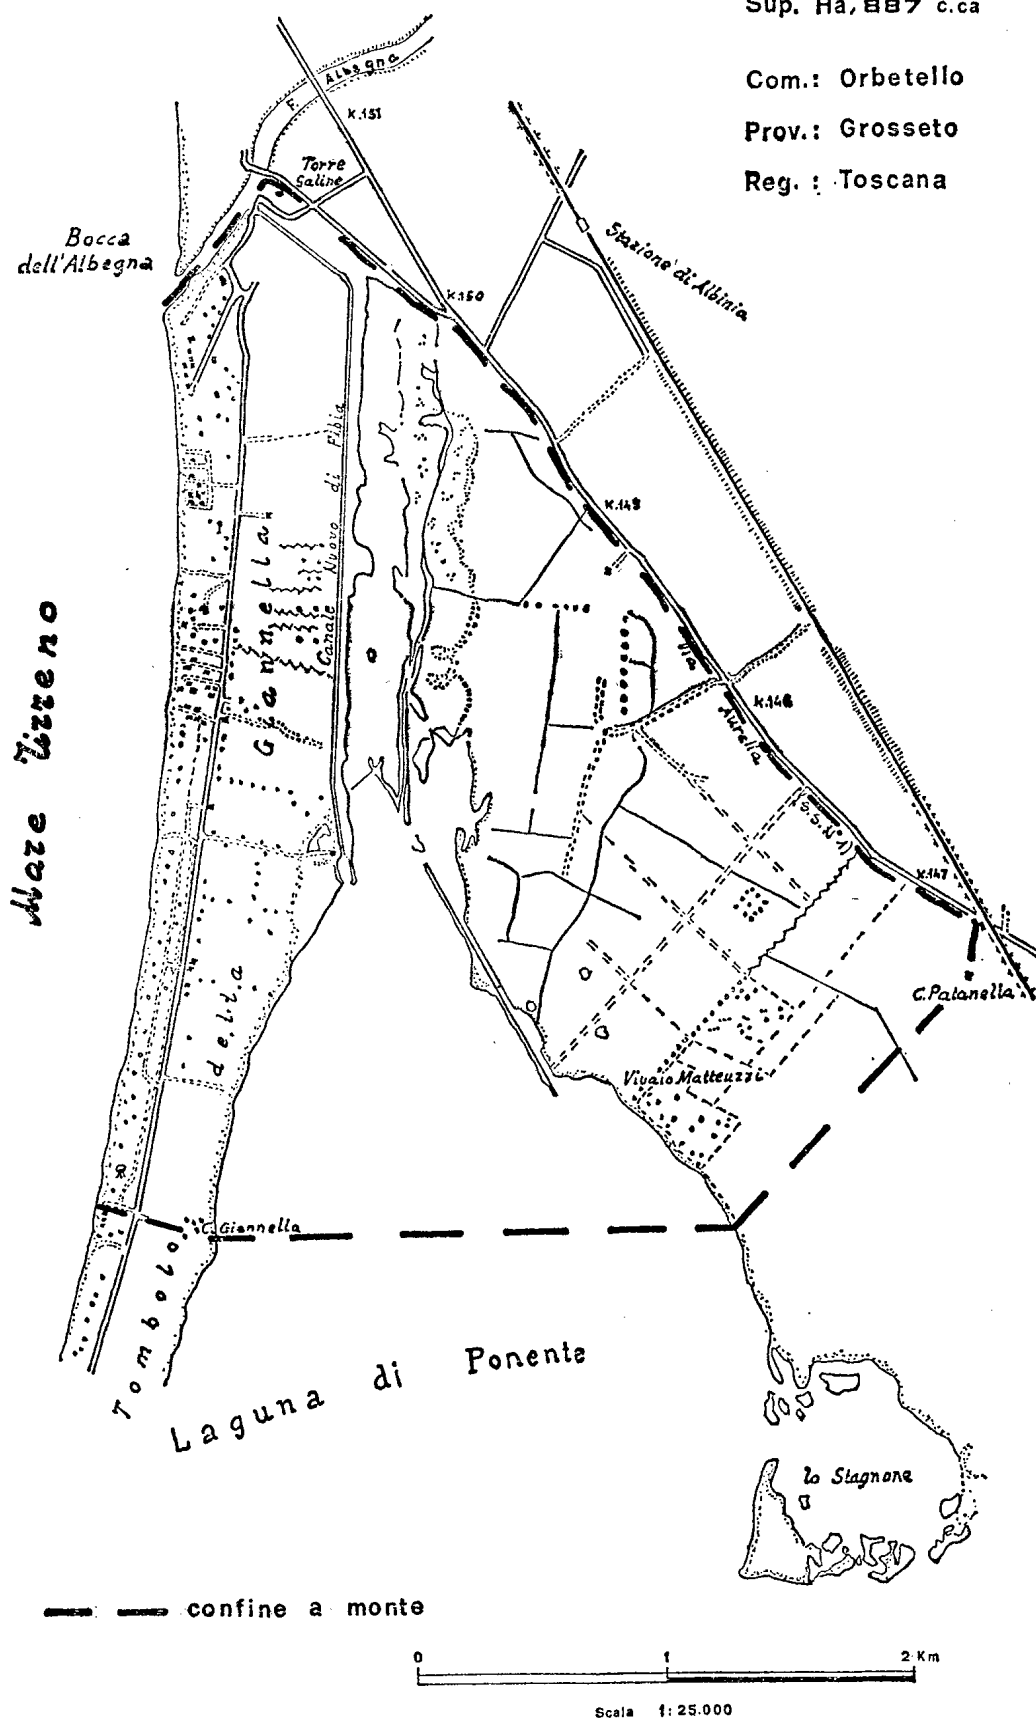 Sup. Ha, 887 c.ca
Com.: Orbetello
Prov.: Grosseto
Reg. : Toscana
F. Albegna
K.151
Torre
Saline
Bocca
dell'Albegna
Stazione di Albinia
K.150
K.148
Canale Nuovo di Fibia
Giannella
Mare Tirreno
Via Aurelia
K.146
(S.S. N 1)
K.147
C. Patanella
della
Vivaio Matteuzzi
C. Giannella
Tombolo
Laguna di Ponente
lo Stagnone
confine a monte
0 1 2 Km
Scala 1:25.000